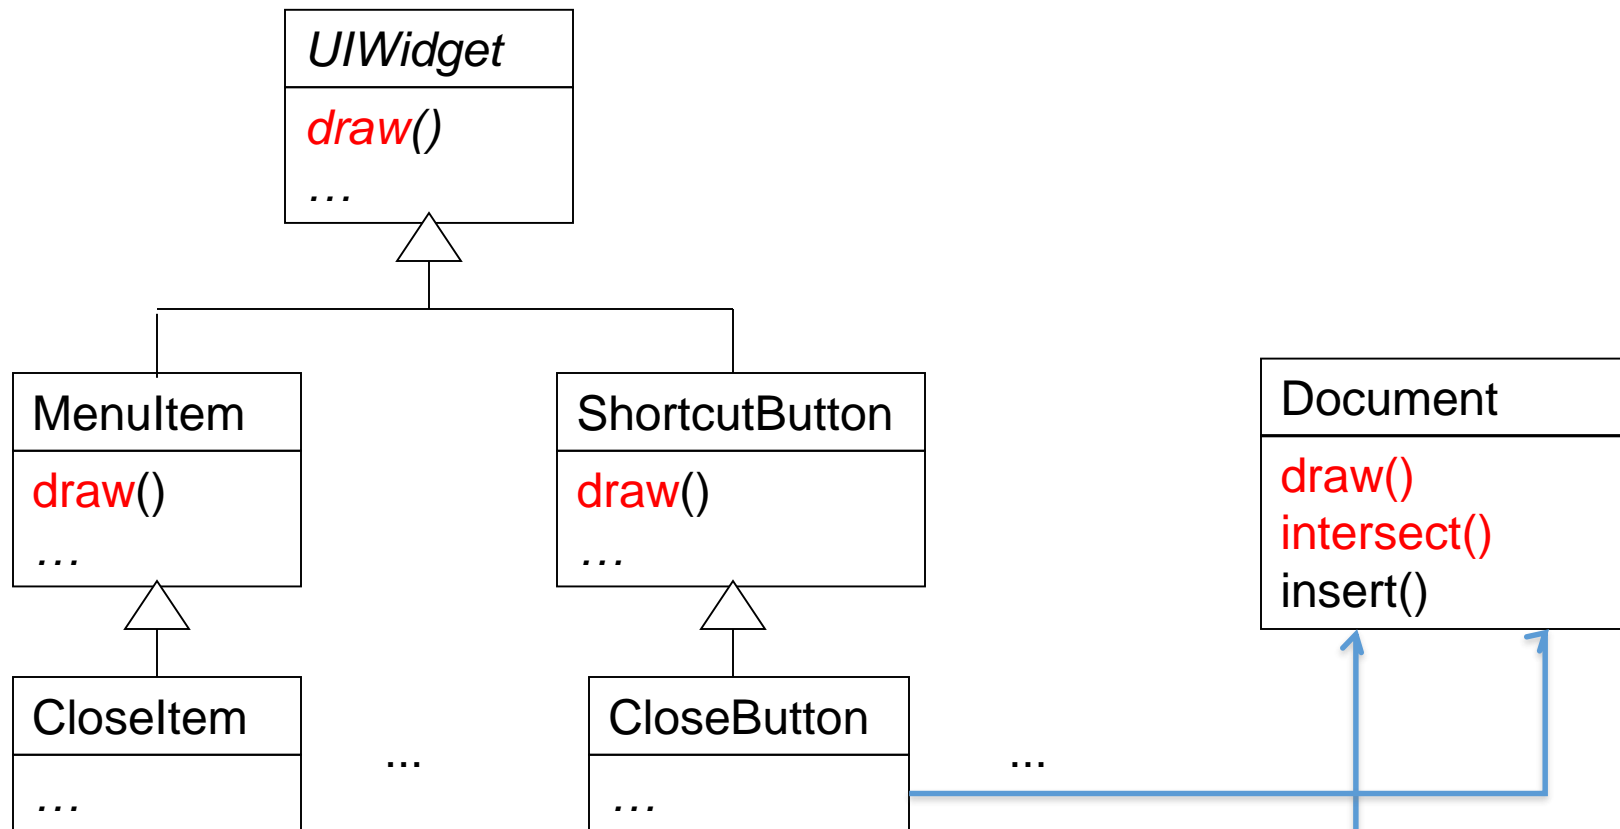 UIWidget
draw()
…
MenuItem
draw()
…
ShortcutButton
draw()
…
Document
draw()
intersect()
insert()
CloseItem
…
...
CloseButton
…
...